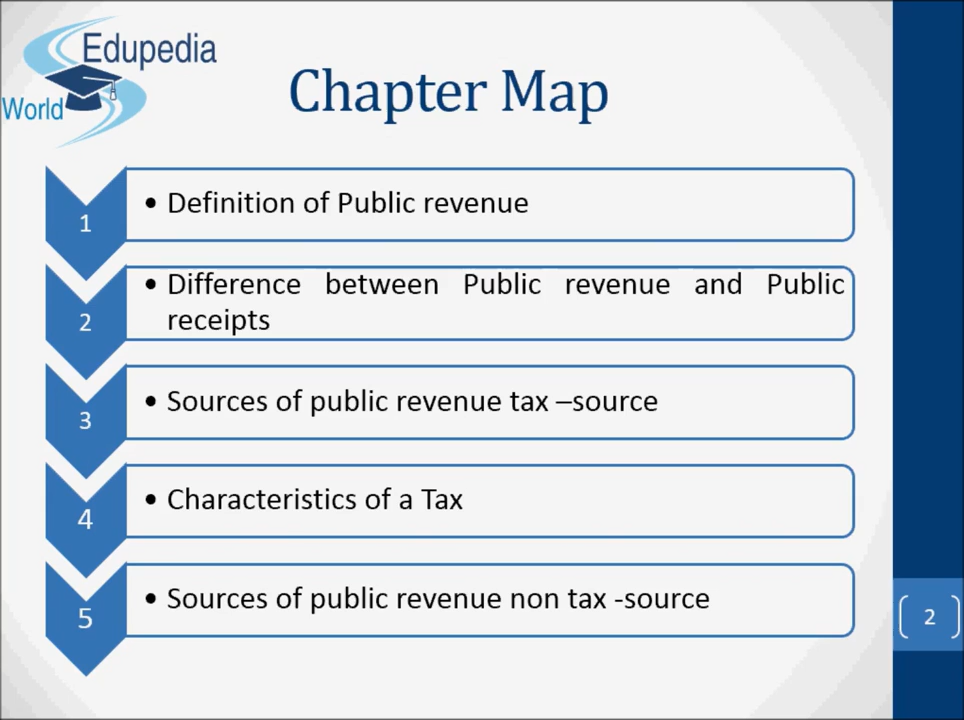 Edupedia
World
Chapter Map
1
• Definition of Public revenue
2
• Difference between Public revenue and Public
receipts
3
• Sources of public revenue tax –source
4
• Characteristics of a Tax
5
• Sources of public revenue non tax -source
2